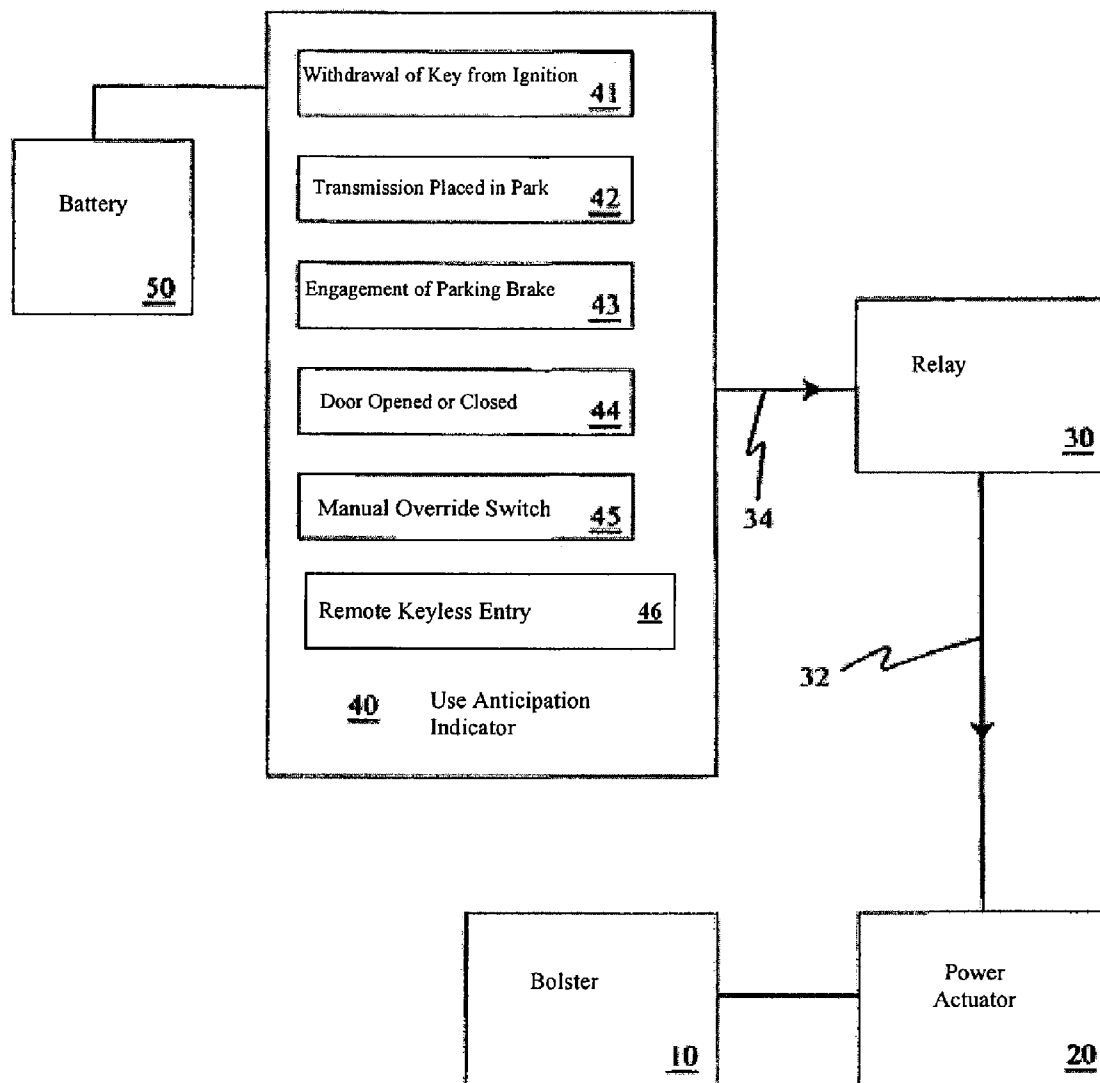 Withdrawal of Key from Ignition
41
Battery
50
Transmission Placed in Park
42
Engagement of Parking Brake
43
Door Opened or Closed
44
Manual Override Switch
45
Remote Keyless Entry 46
40 Use Anticipation
Indicator
34
Relay
30
32
Bolster
10
Power
Actuator
20